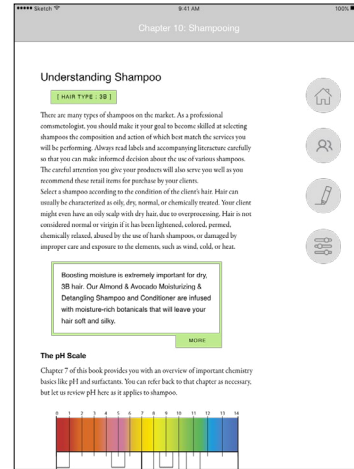 Sketch
9:41 AM
100%
Chapter 10: Shampooing
Understanding Shampoo
[ HAIR TYPE : 3B ]
There are many types of shampoos on the market. As a professional
comsmetologist, you should make it your goal to become skilled at selecting
shampoos the composition and action of which best match the services you
will be performing. Always read labels and accompanying literacture carefully
so that you can make informed decision about the use of various shampoos.
The careful attention you give your products will also serve you well as you
recommend these retail items for purchase by your clients.
Select a shampoo according to the condition of the client's hair. Hair can
usually be characterized as oily, dry, normal, or chemically treated. Your client
might even have an oily scalp with dry hair, due to overprocessing. Hair is not
considered normal or virigin if it has been lightened, colored, permed,
chemically relaxed, abused by the use of harsh shampoos, or damaged by
improper care and exposure to the elements, such as wind, cold, or heat.
Boosting moisture is extremely important for dry,
3B hair. Our Almond & Avocado Moisturizing &
Detangling Shampoo and Conditioner are infused
with moisture-rich botanicals that will leave your
hair soft and silky.
MORE
The pH Scale
Chapter 7 of this book provides you with an overview of important chemistry
basics like pH and surfactants. You can refer back to that chapter as necessary,
but let us review pH here as it applies to shampoo.
0 1 2 3 4 5 6 7 8 9 10 11 12 13 14